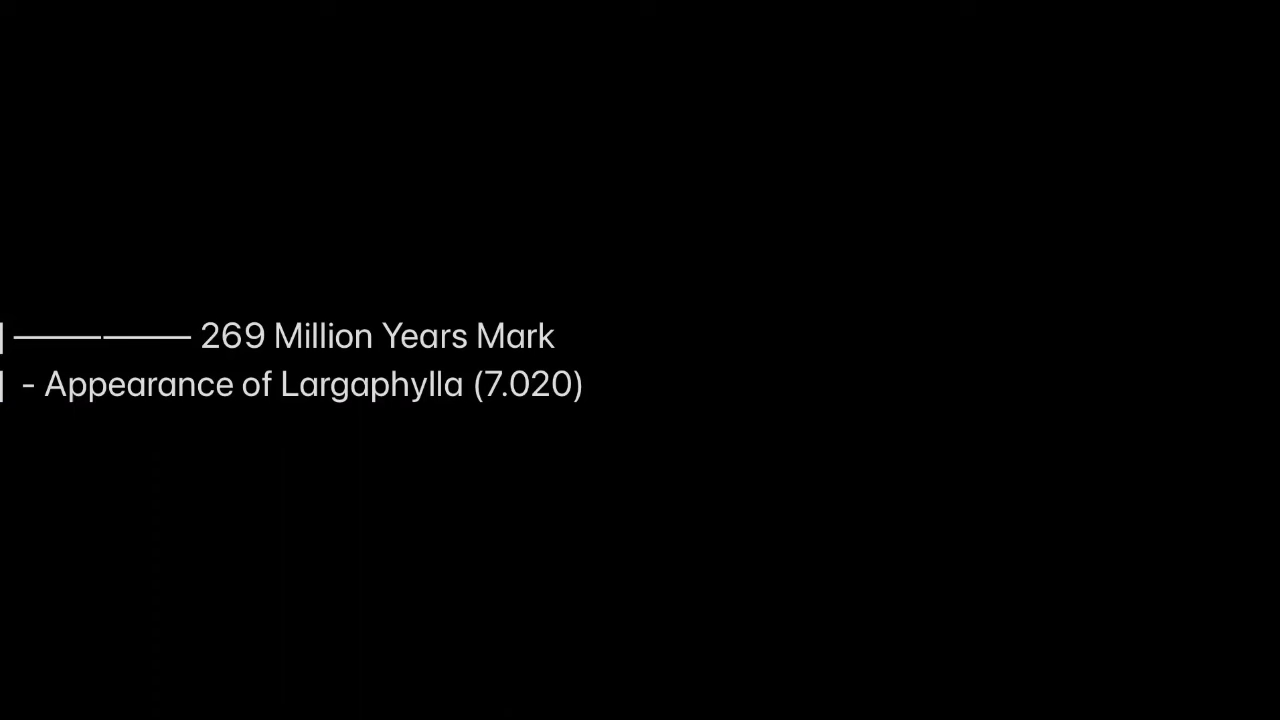 | ——— ——— 269 Million Years Mark
| - Appearance of Largaphylla (7.020)